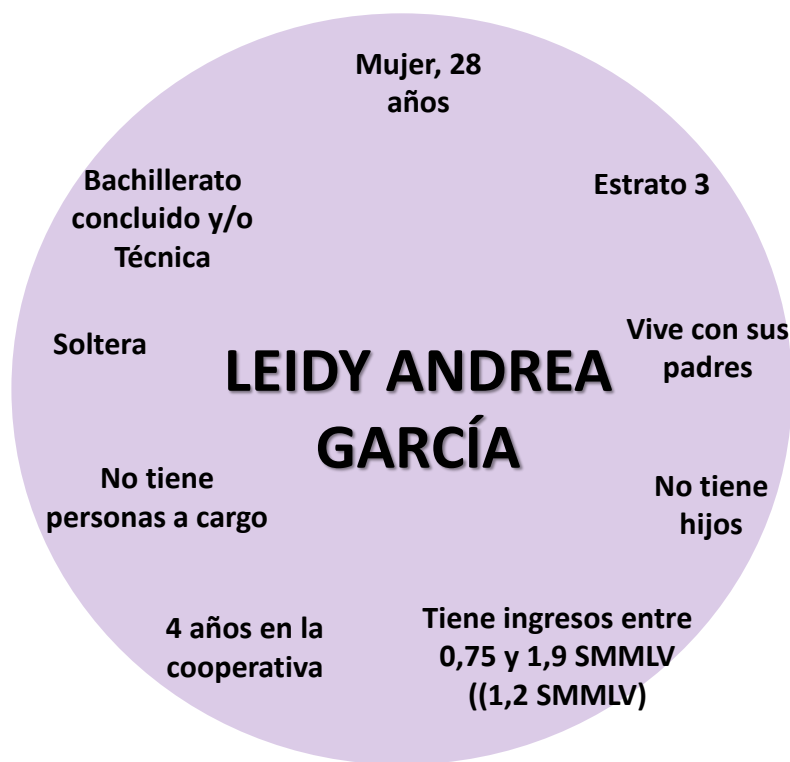 Mujer, 28
años
Bachillerato
concluido y/o
Técnica
Estrato 3
Soltera
LEIDY ANDREA
GARCÍA
Vive con sus
padres
No tiene
personas a cargo
No tiene
hijos
4 años en la
cooperativa
Tiene ingresos entre
0,75 y 1,9 SMMLV
((1,2 SMMLV)